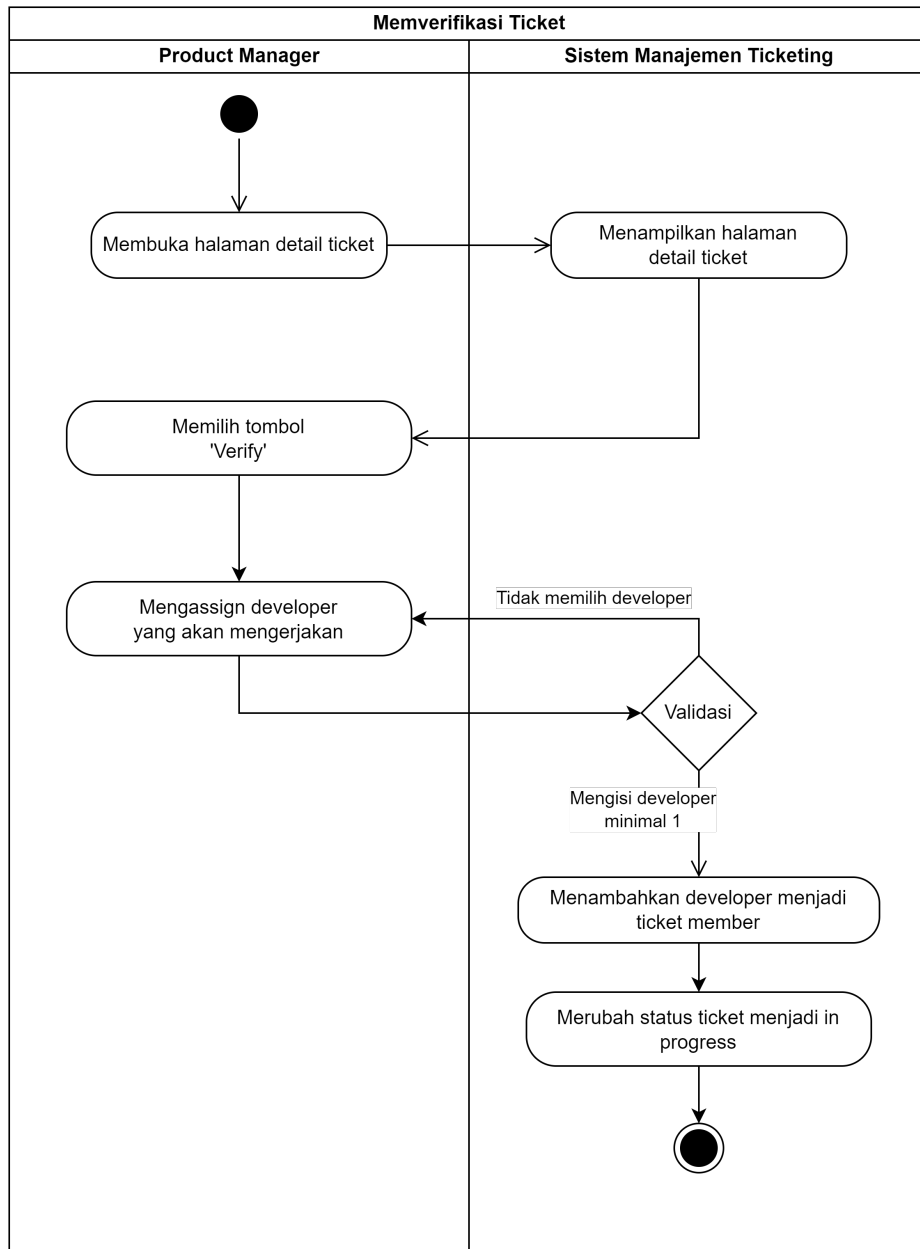 Memverifikasi Ticket
Product Manager
Sistem Manajemen Ticketing
Membuka halaman detail ticket
Menampilkan halaman
detail ticket
Memilih tombol
'Verify'
Mengassign developer
yang akan mengerjakan
Tidak memilih developer
Validasi
Mengisi developer
minimal 1
Menambahkan developer menjadi
ticket member
Merubah status ticket menjadi in
progress